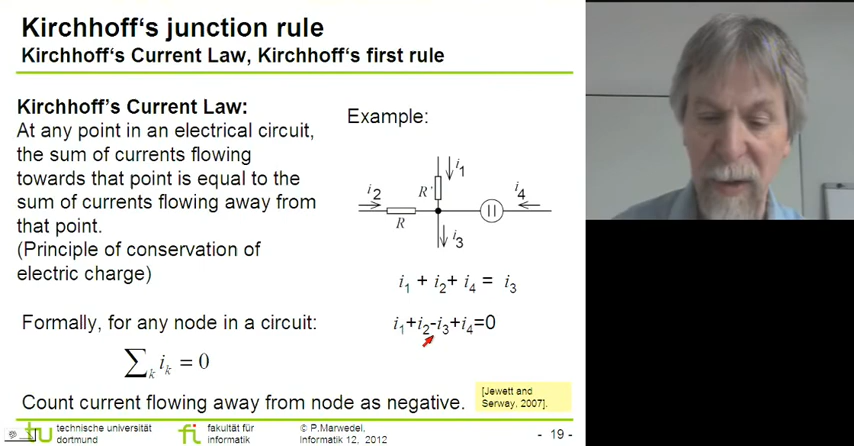 Kirchhoff‘s junction rule
Kirchhoff‘s Current Law, Kirchhoff‘s first rule
Kirchhoff’s Current Law:
At any point in an electrical circuit,
the sum of currents flowing
towards that point is equal to the
sum of currents flowing away from
that point.
(Principle of conservation of
electric charge)
Formally, for any node in a circuit:
∑ₖ iₖ = 0
Example:
i₁
R'
i₂
R
i₄
i₃
i₁ + i₂+ i₄ = i₃
i₁+i₂-i₃+i₄=0
Count current flowing away from node as negative.
[Jewett and
Serway, 2007].
tu technische universität
dortmund
fi fakultät für
informatik
© P.Marwedel,
Informatik 12, 2012
- 19 -